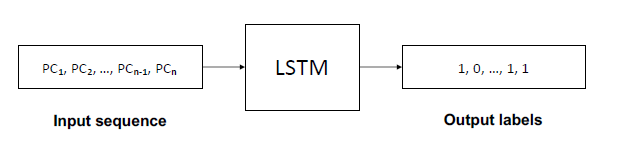 PC₁, PC₂, ..., PCₙ₋₁, PCₙ
LSTM
1, 0, ..., 1, 1
Input sequence
Output labels